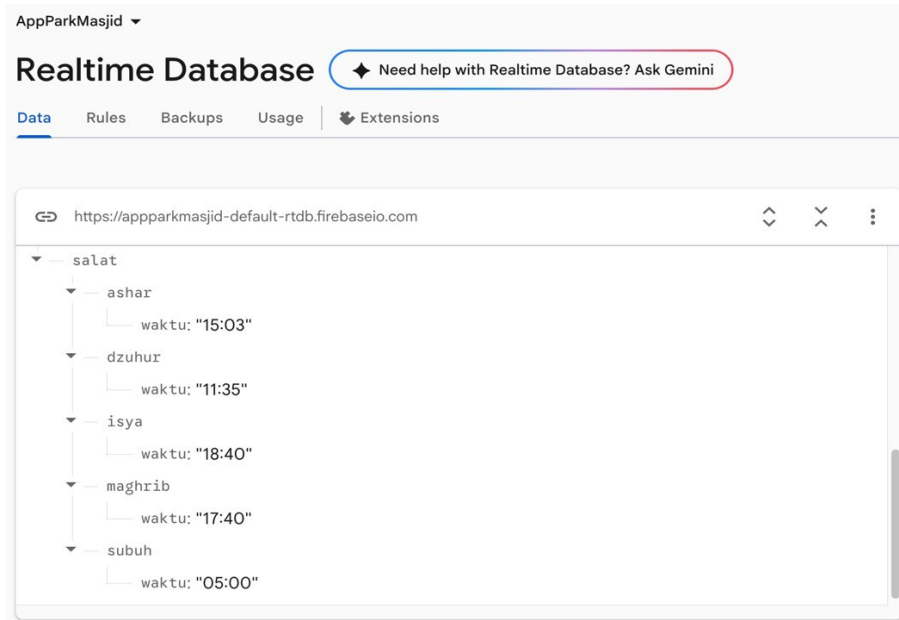 AppParkMasjid
Realtime Database
Need help with Realtime Database? Ask Gemini
Data Rules Backups Usage Extensions
https://appparkmasjid-default-rtdb.firebaseio.com
salat
ashar
waktu: "15:03"
dzuhur
waktu: "11:35"
isya
waktu: "18:40"
maghrib
waktu: "17:40"
subuh
waktu: "05:00"